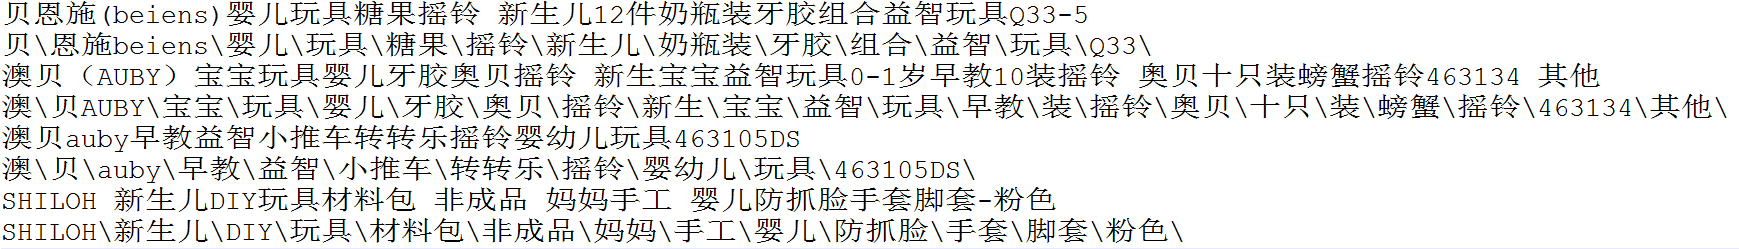 贝恩施(beiens)婴儿玩具糖果摇铃 新生儿12件奶瓶装牙胶组合益智玩具Q33-5
贝\恩施beiens\婴儿\玩具\糖果\摇铃\新生儿\奶瓶装\牙胶\组合\益智\玩具\Q33\
澳贝（AUBY）宝宝玩具婴儿牙胶奥贝摇铃 新生宝宝益智玩具0-1岁早教10装摇铃 奥贝十只装螃蟹摇铃463134 其他
澳\贝AUBY\宝宝\玩具\婴儿\牙胶\奥贝\摇铃\新生\宝宝\益智\玩具\早教\装\摇铃\奥贝\十只\装\螃蟹\摇铃\463134\其他\
澳贝auby早教益智小推车转转乐摇铃婴幼儿玩具463105DS
澳\贝\auby\早教\益智\小推车\转转乐\摇铃\婴幼儿\玩具\463105DS\
SHILOH 新生儿DIY玩具材料包 非成品 妈妈手工 婴儿防抓脸手套脚套-粉色
SHILOH\新生儿\DIY\玩具\材料包\非成品\妈妈\手工\婴儿\防抓脸\手套\脚套\粉色\